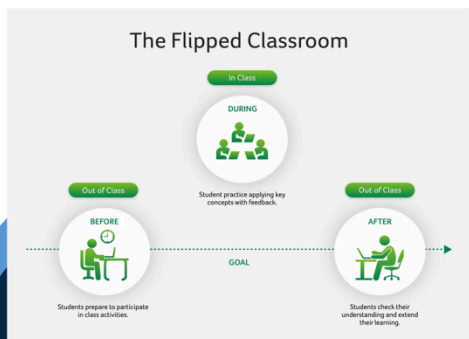 The Flipped Classroom
In Class
DURING
Student practice applying key
concepts with feedback.
Out of Class
BEFORE
Students prepare to participate
in class activities.
GOAL
Out of Class
AFTER
Students check their
understanding and extend
their learning.